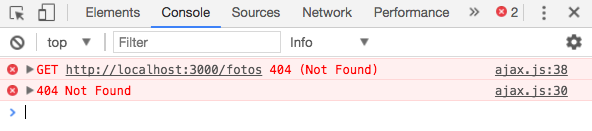 Elements Console Sources Network Performance » 2
top Filter Info
GET http://localhost:3000/fotos 404 (Not Found) ajax.js:38
404 Not Found ajax.js:30